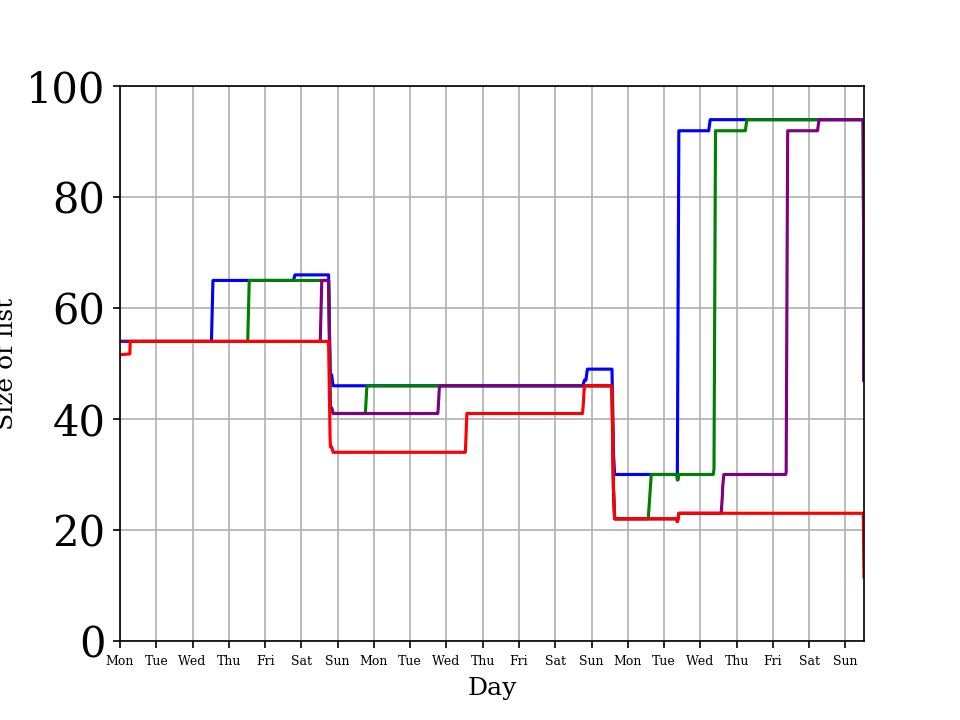 100
80
60
40
20
0
Size of list
Mon Tue Wed Thu Fri Sat Sun Mon Tue Wed Thu Fri Sat Sun Mon Tue Wed Thu Fri Sat Sun
Day